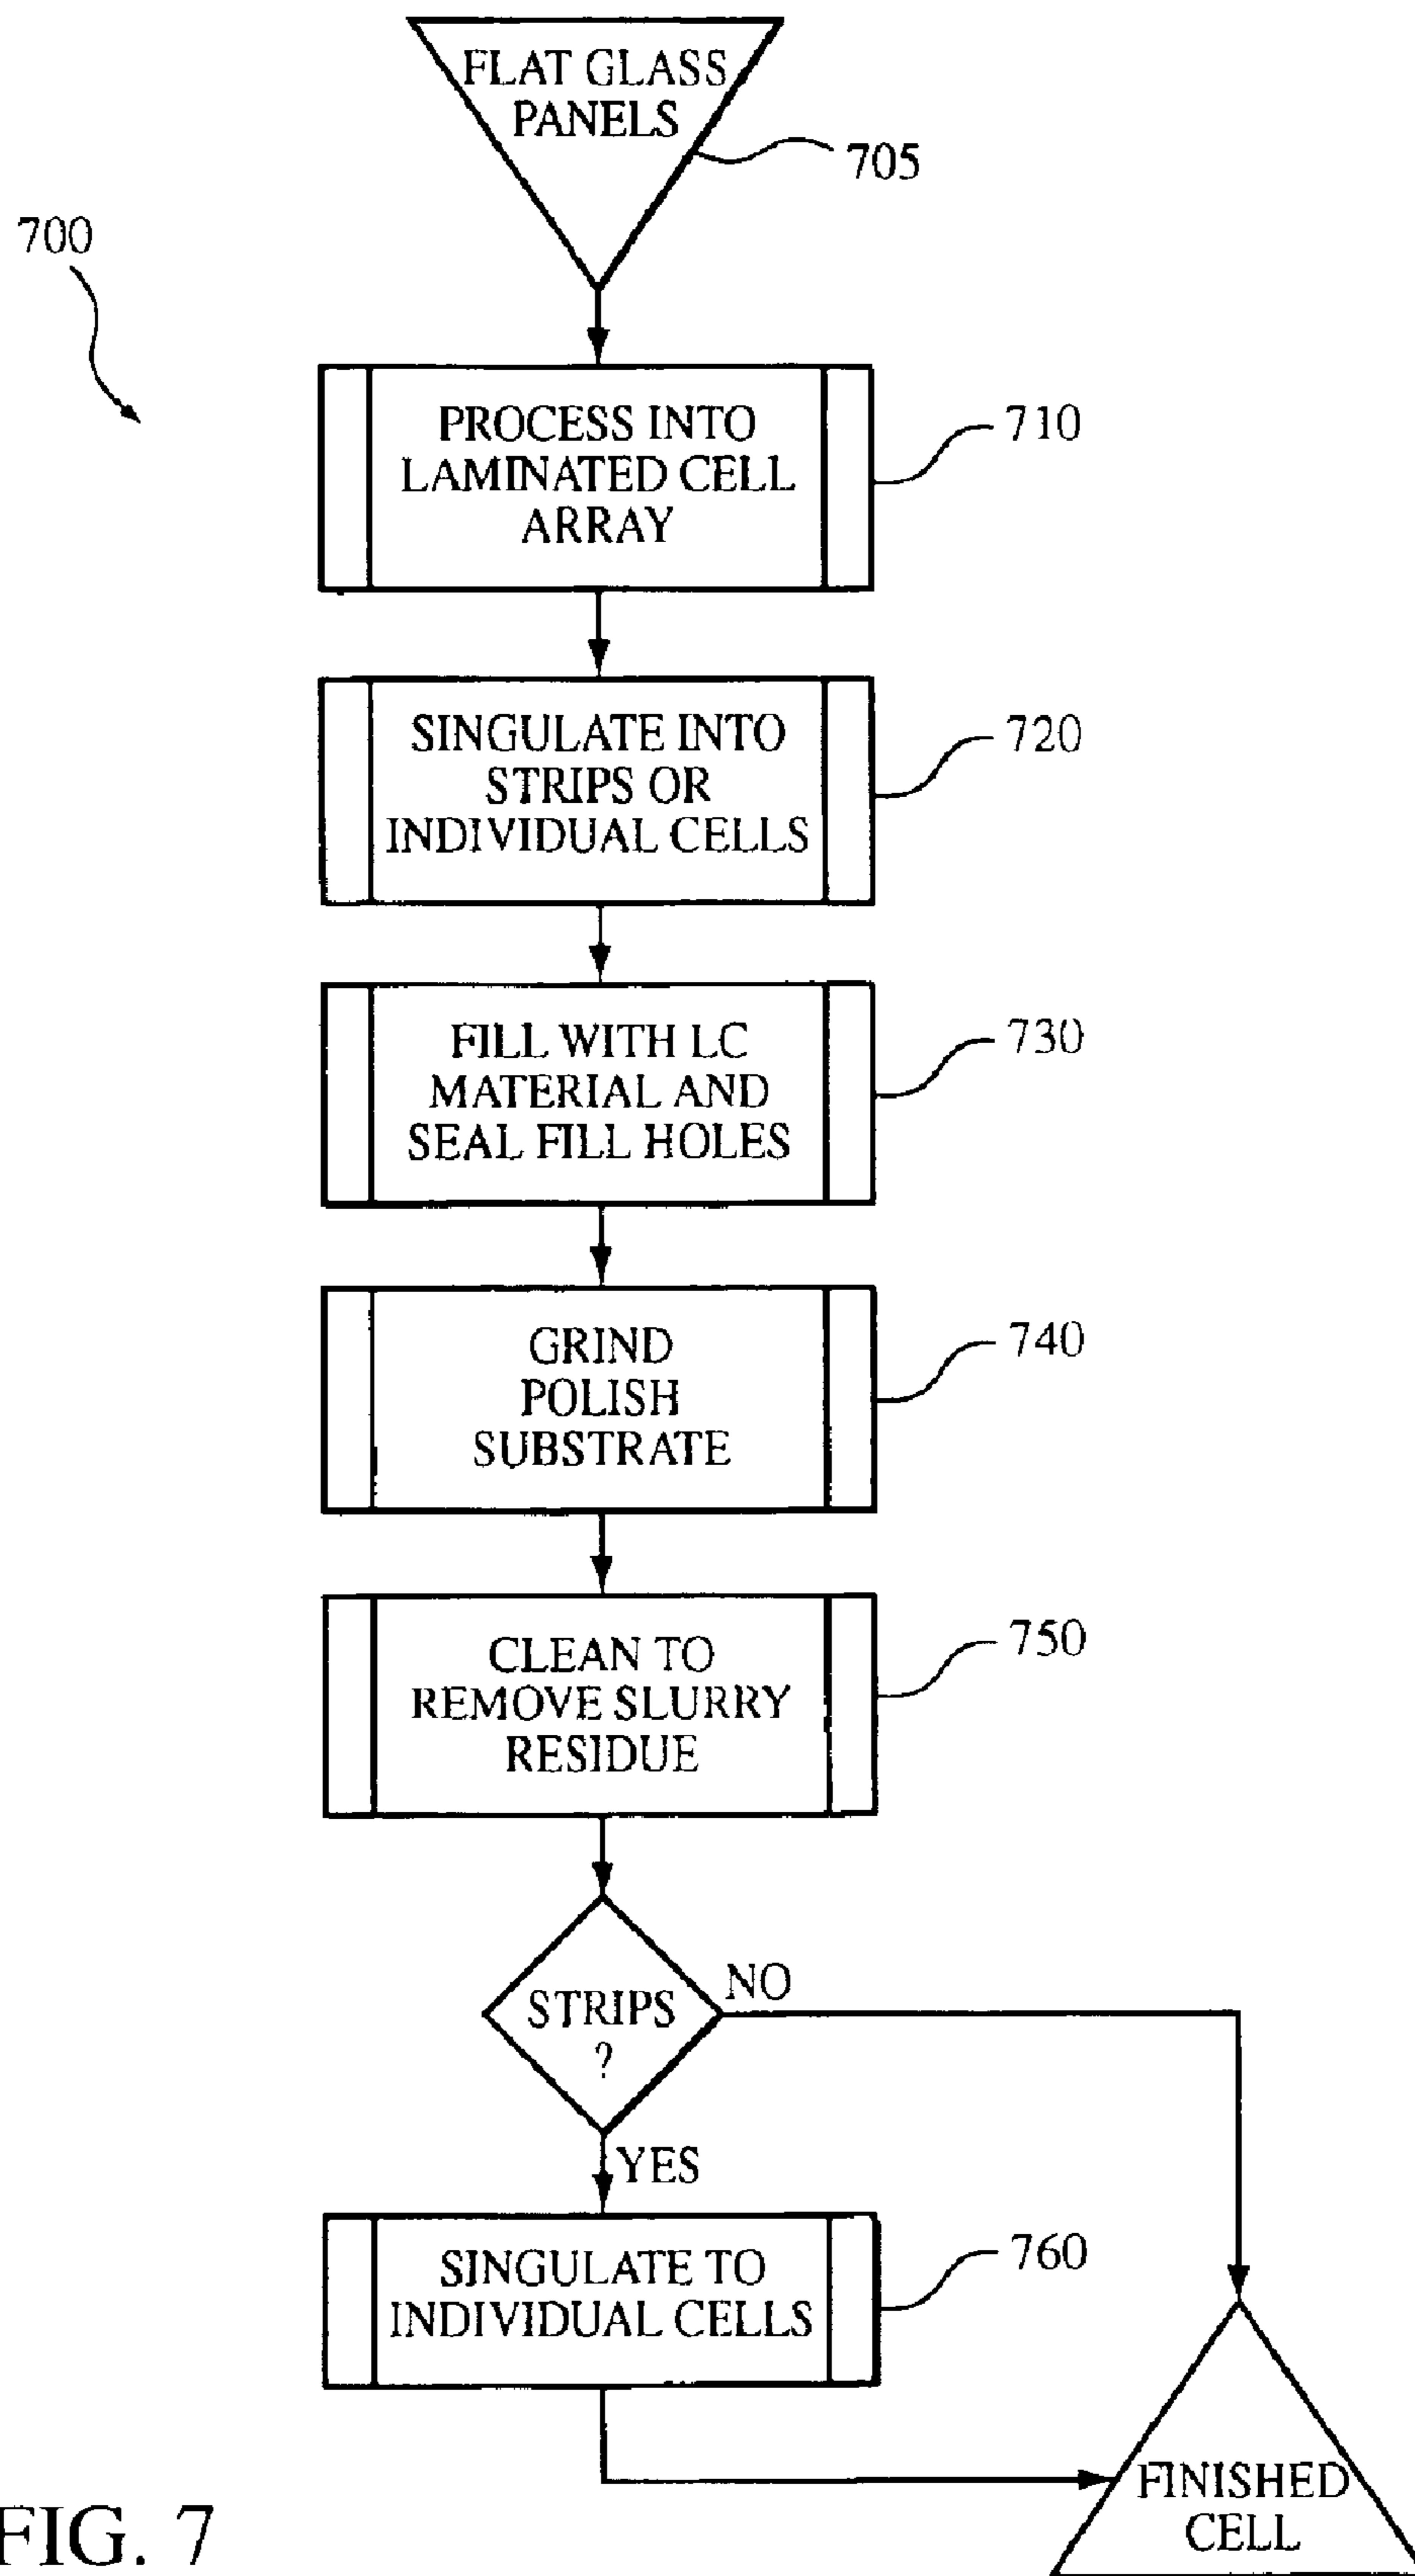 FLAT GLASS
PANELS
705
700
PROCESS INTO
LAMINATED CELL
ARRAY
710
SINGULATE INTO
STRIPS OR
INDIVIDUAL CELLS
720
FILL WITH LC
MATERIAL AND
SEAL FILL HOLES
730
GRIND
POLISH
SUBSTRATE
740
CLEAN TO
REMOVE SLURRY
RESIDUE
750
STRIPS
?
NO
YES
SINGULATE TO
INDIVIDUAL CELLS
760
FINISHED
CELL
FIG. 7